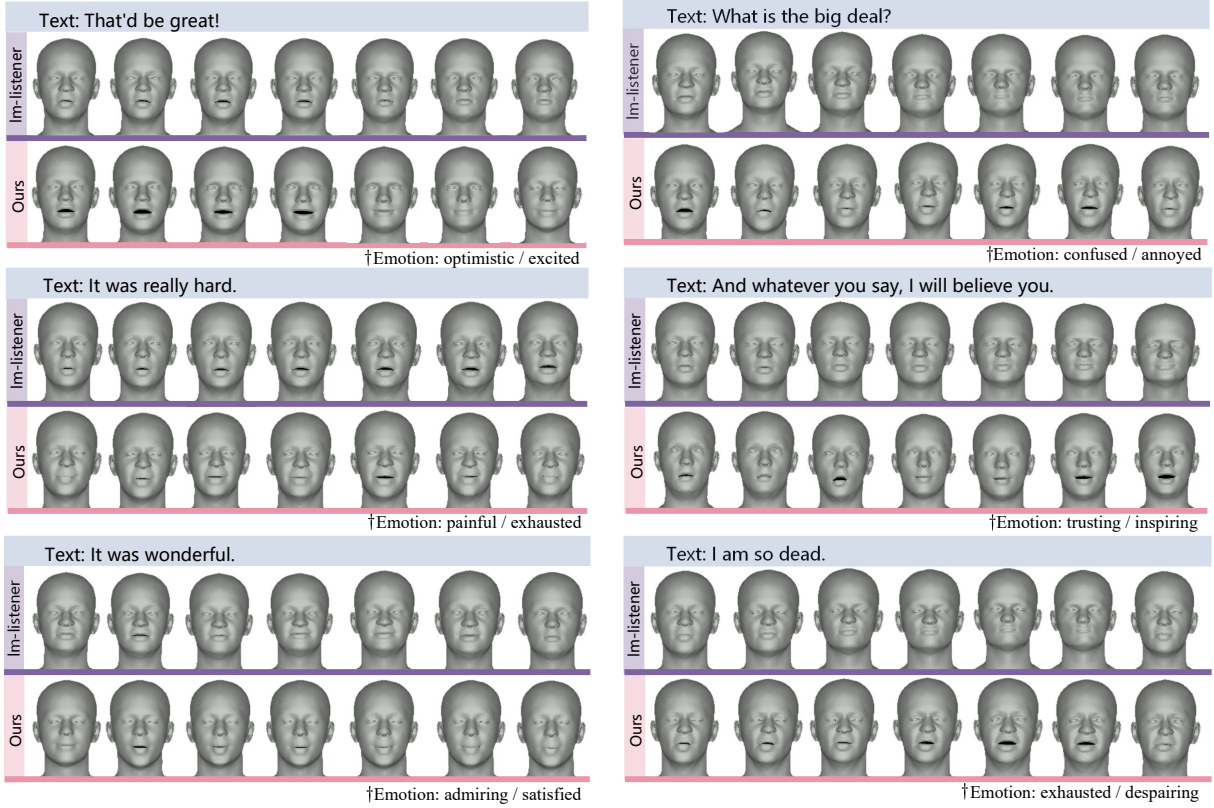 Text: That'd be great!
Im-listener
Ours
†Emotion: optimistic / excited
Text: What is the big deal?
Im-listener
Ours
†Emotion: confused / annoyed
Text: It was really hard.
Im-listener
Ours
†Emotion: painful / exhausted
Text: And whatever you say, I will believe you.
Im-listener
Ours
†Emotion: trusting / inspiring
Text: It was wonderful.
Im-listener
Ours
†Emotion: admiring / satisfied
Text: I am so dead.
Im-listener
Ours
†Emotion: exhausted / despairing